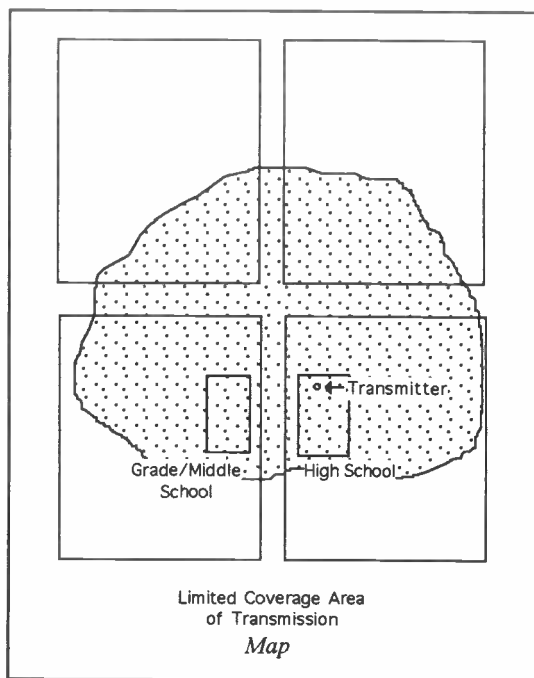 Transmitter
Grade/Middle
School
High School
Limited Coverage Area
of Transmission
Map